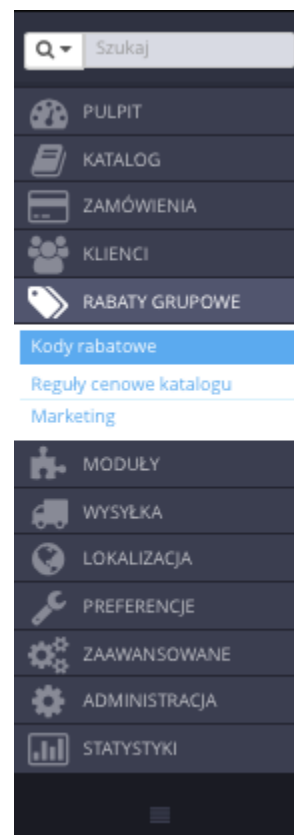 Szukaj
PULPIT
KATALOG
ZAMÓWIENIA
KLIENCI
RABATY GRUPOWE
Kody rabatowe
Reguły cenowe katalogu
Marketing
MODUŁY
WYSYŁKA
LOKALIZACJA
PREFERENCJE
ZAAWANSOWANE
ADMINISTRACJA
STATYSTYKI